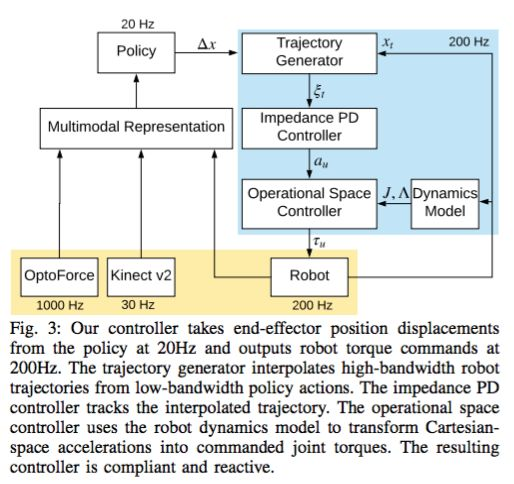 20 Hz
Policy
Δx
Trajectory
Generator
x_t
200 Hz
ξ_t
Multimodal Representation
Impedance PD
Controller
a_u
Operational Space
Controller
J, Λ
Dynamics
Model
τ_u
OptoForce
Kinect v2
Robot
1000 Hz
30 Hz
200 Hz
Fig. 3: Our controller takes end-effector position displacements
from the policy at 20Hz and outputs robot torque commands at
200Hz. The trajectory generator interpolates high-bandwidth robot
trajectories from low-bandwidth policy actions. The impedance PD
controller tracks the interpolated trajectory. The operational space
controller uses the robot dynamics model to transform Cartesian-
space accelerations into commanded joint torques. The resulting
controller is compliant and reactive.